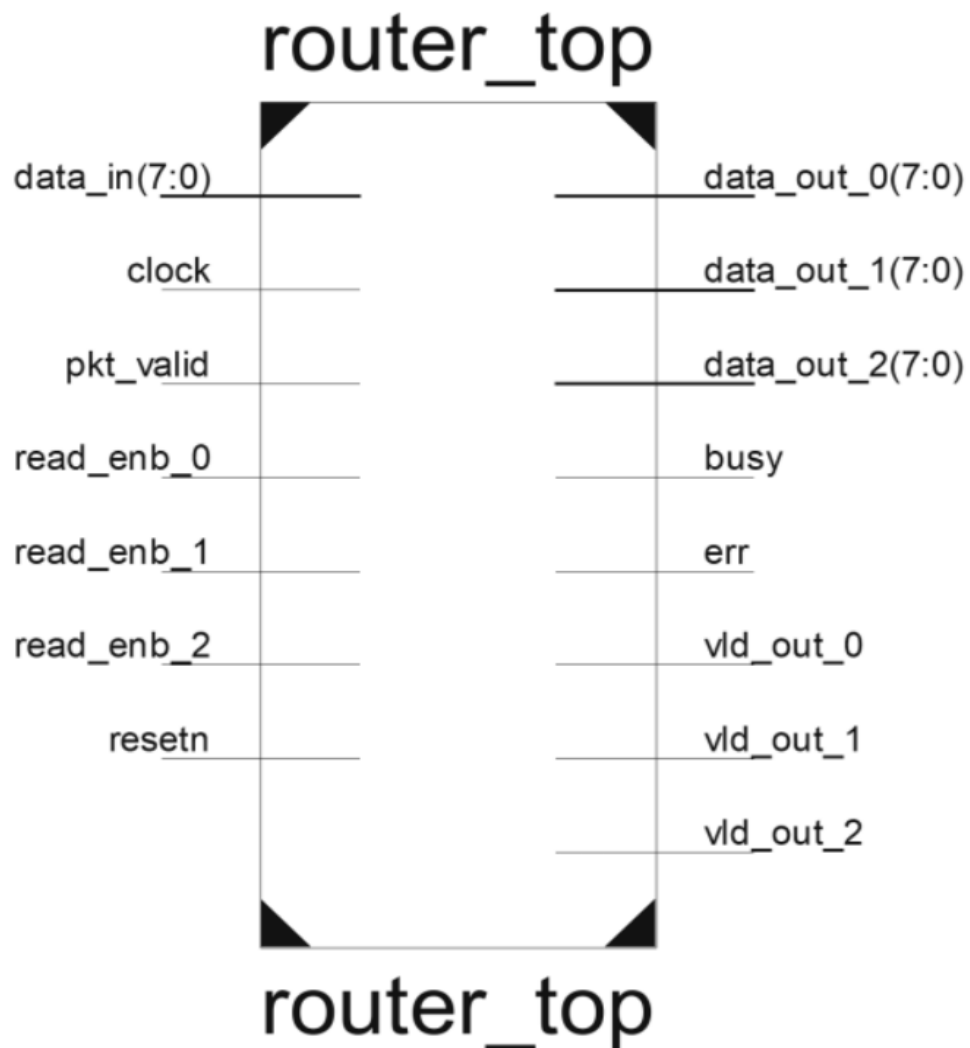 router_top
data_in(7:0) data_out_0(7:0)
clock data_out_1(7:0)
pkt_valid data_out_2(7:0)
read_enb_0 busy
read_enb_1 err
read_enb_2 vld_out_0
resetn vld_out_1
vld_out_2
router_top